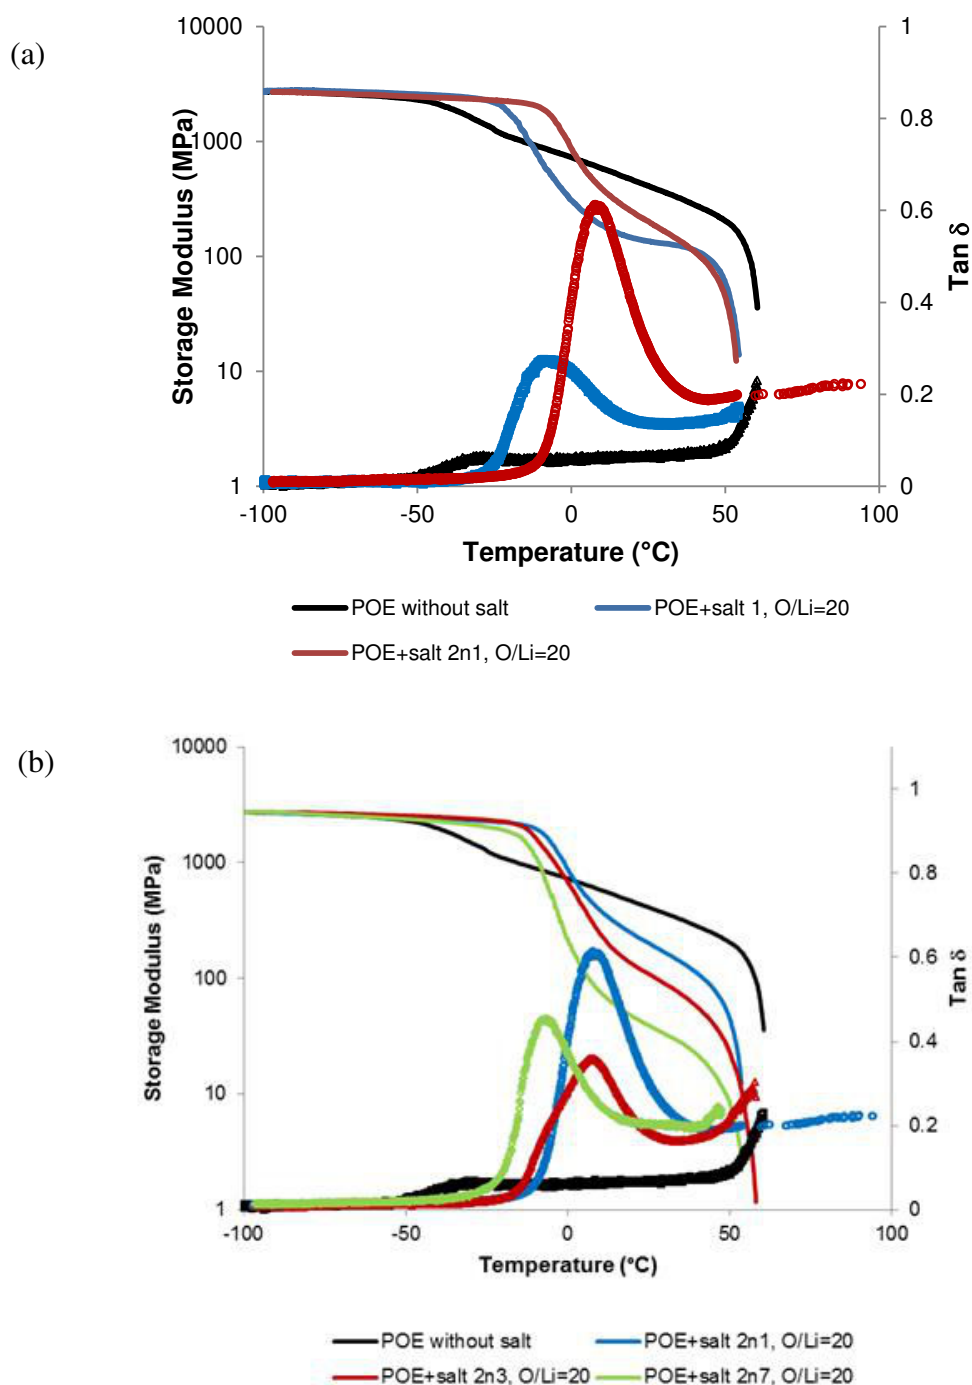 (a)
10000
1000
100
10
1
Storage Modulus (MPa)
1
0.8
0.6
0.4
0.2
0
Tan δ
-100
-50
0
50
100
Temperature (°C)
POE without salt
POE+salt 1, O/Li=20
POE+salt 2n1, O/Li=20
(b)
10000
1000
100
10
1
Storage Modulus (MPa)
1
0.8
0.6
0.4
0.2
0
Tan δ
-100
-50
0
50
100
Temperature (°C)
POE without salt
POE+salt 2n1, O/Li=20
POE+salt 2n3, O/Li=20
POE+salt 2n7, O/Li=20